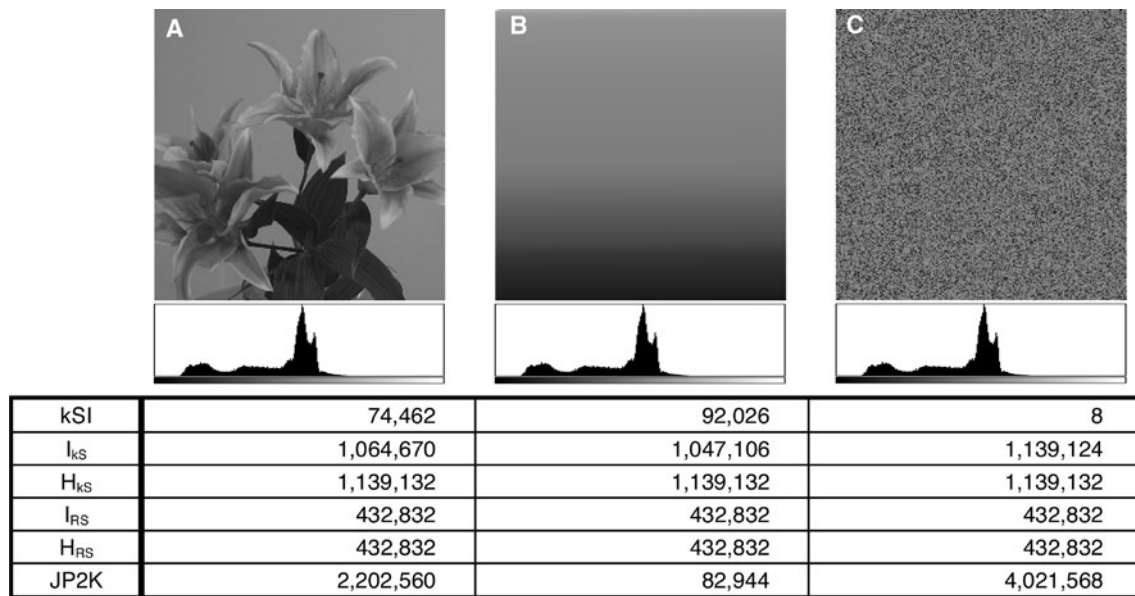 A B C
kSI 74,462 92,026 8
IkS 1,064,670 1,047,106 1,139,124
HkS 1,139,132 1,139,132 1,139,132
IRS 432,832 432,832 432,832
HRS 432,832 432,832 432,832
JP2K 2,202,560 82,944 4,021,568